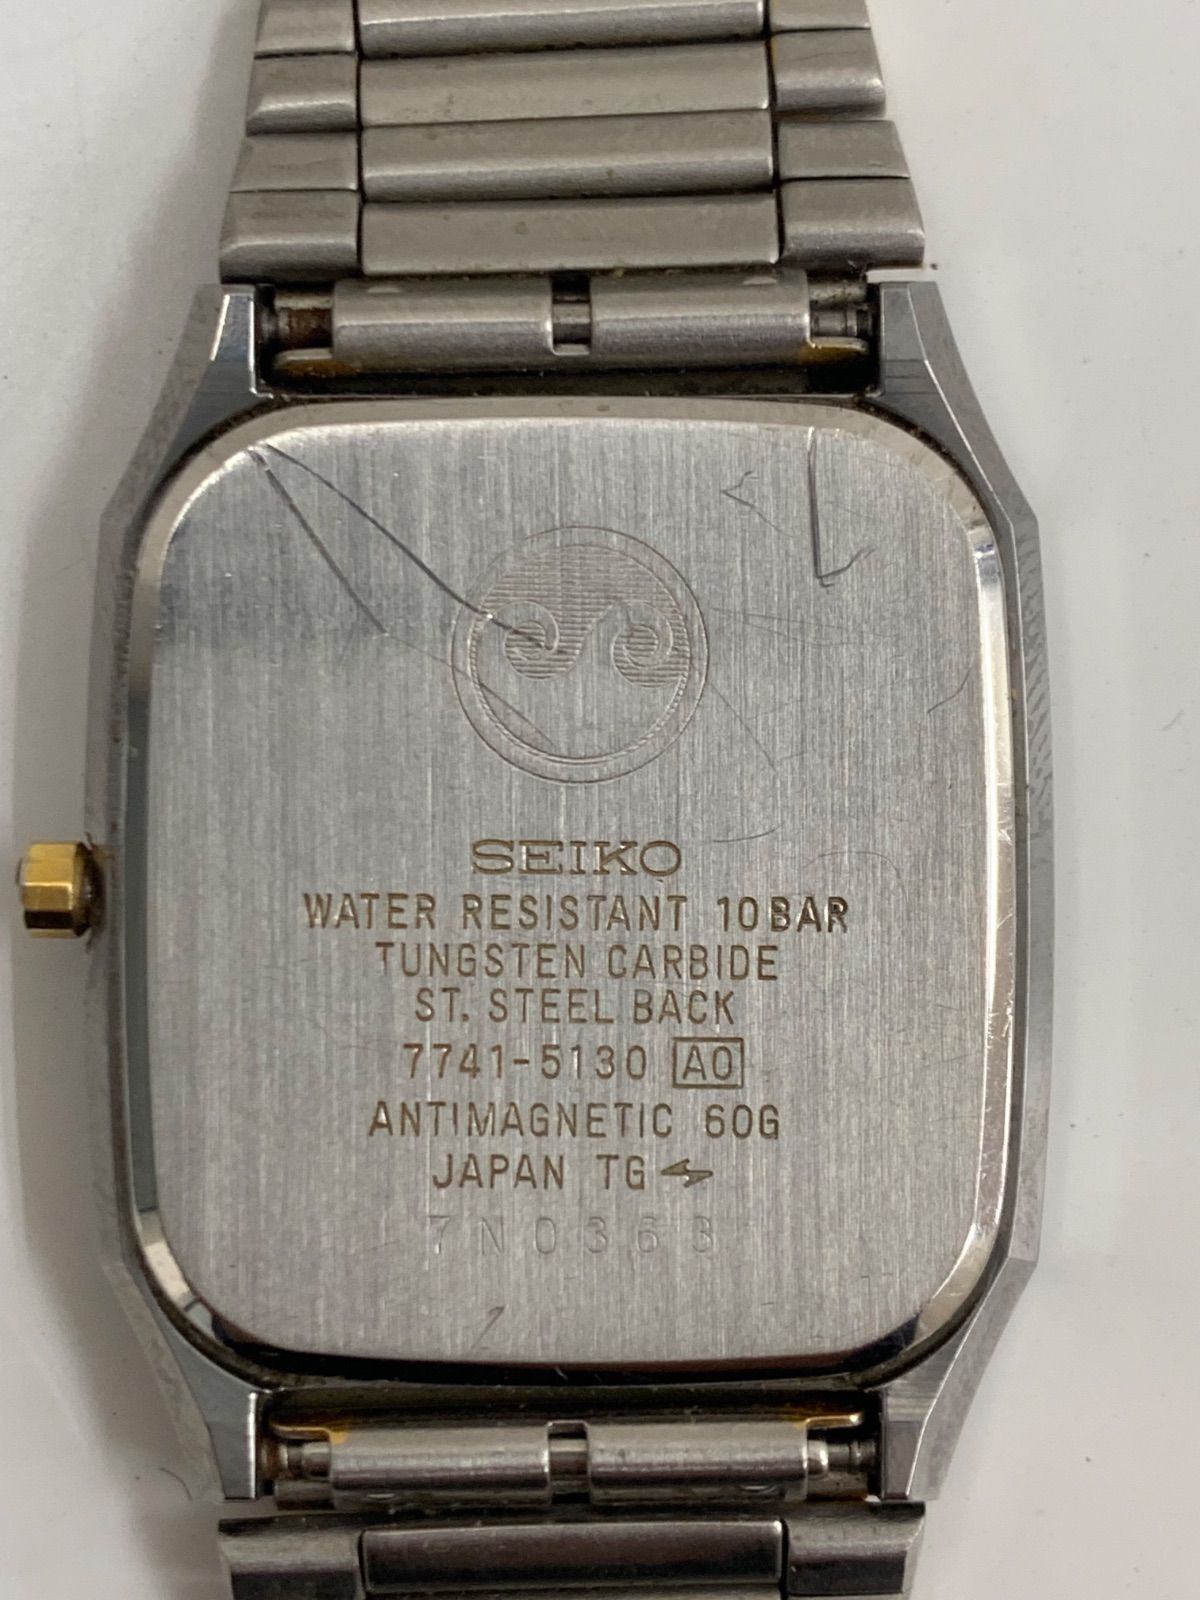 SEIKO
WATER RESISTANT 10BAR
TUNGSTEN CARBIDE
ST. STEEL BACK
7741-5130 A0
ANTIMAGNETIC 60G
JAPAN TG
7N0363